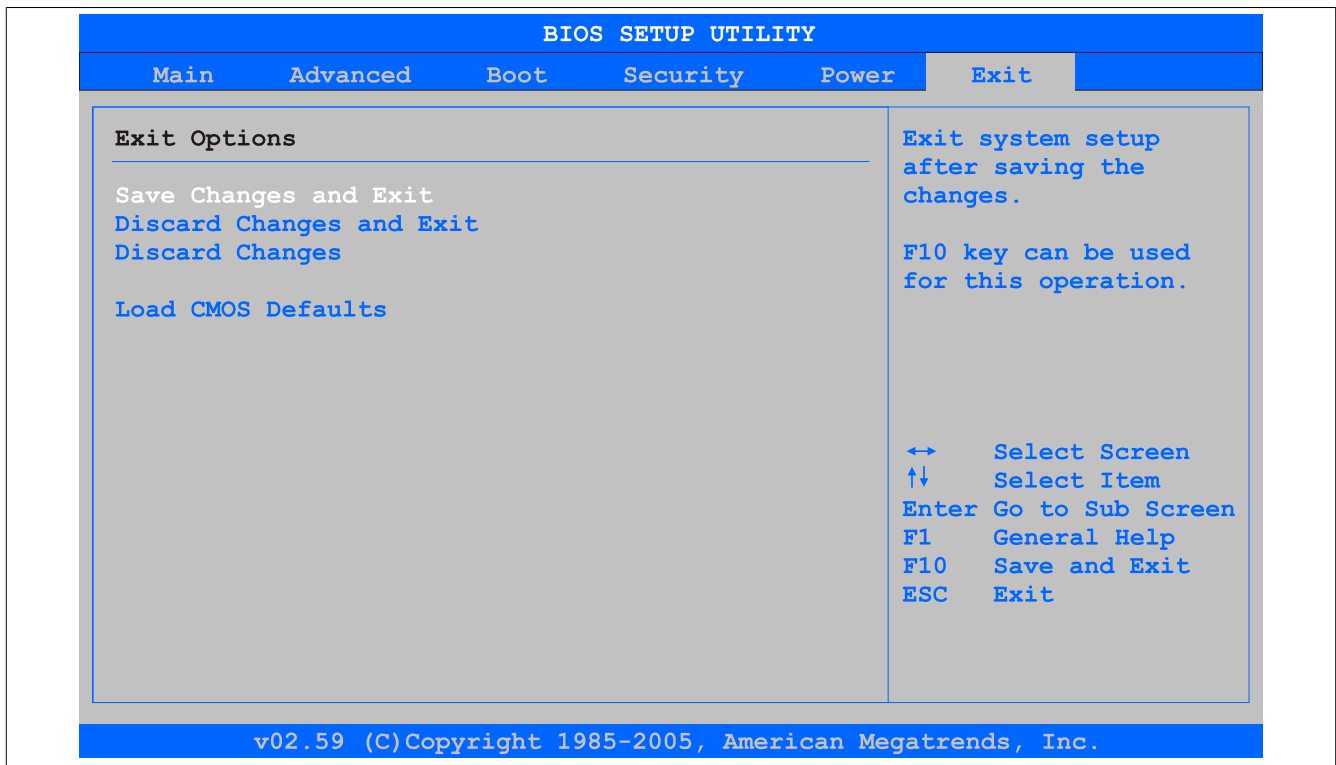 BIOS SETUP UTILITY
Main Advanced Boot Security Power Exit
Exit Options
Save Changes and Exit
Discard Changes and Exit
Discard Changes
Load CMOS Defaults
Exit system setup
after saving the
changes.
F10 key can be used
for this operation.
↔ Select Screen
↑↓ Select Item
Enter Go to Sub Screen
F1 General Help
F10 Save and Exit
ESC Exit
v02.59 (C)Copyright 1985-2005, American Megatrends, Inc.